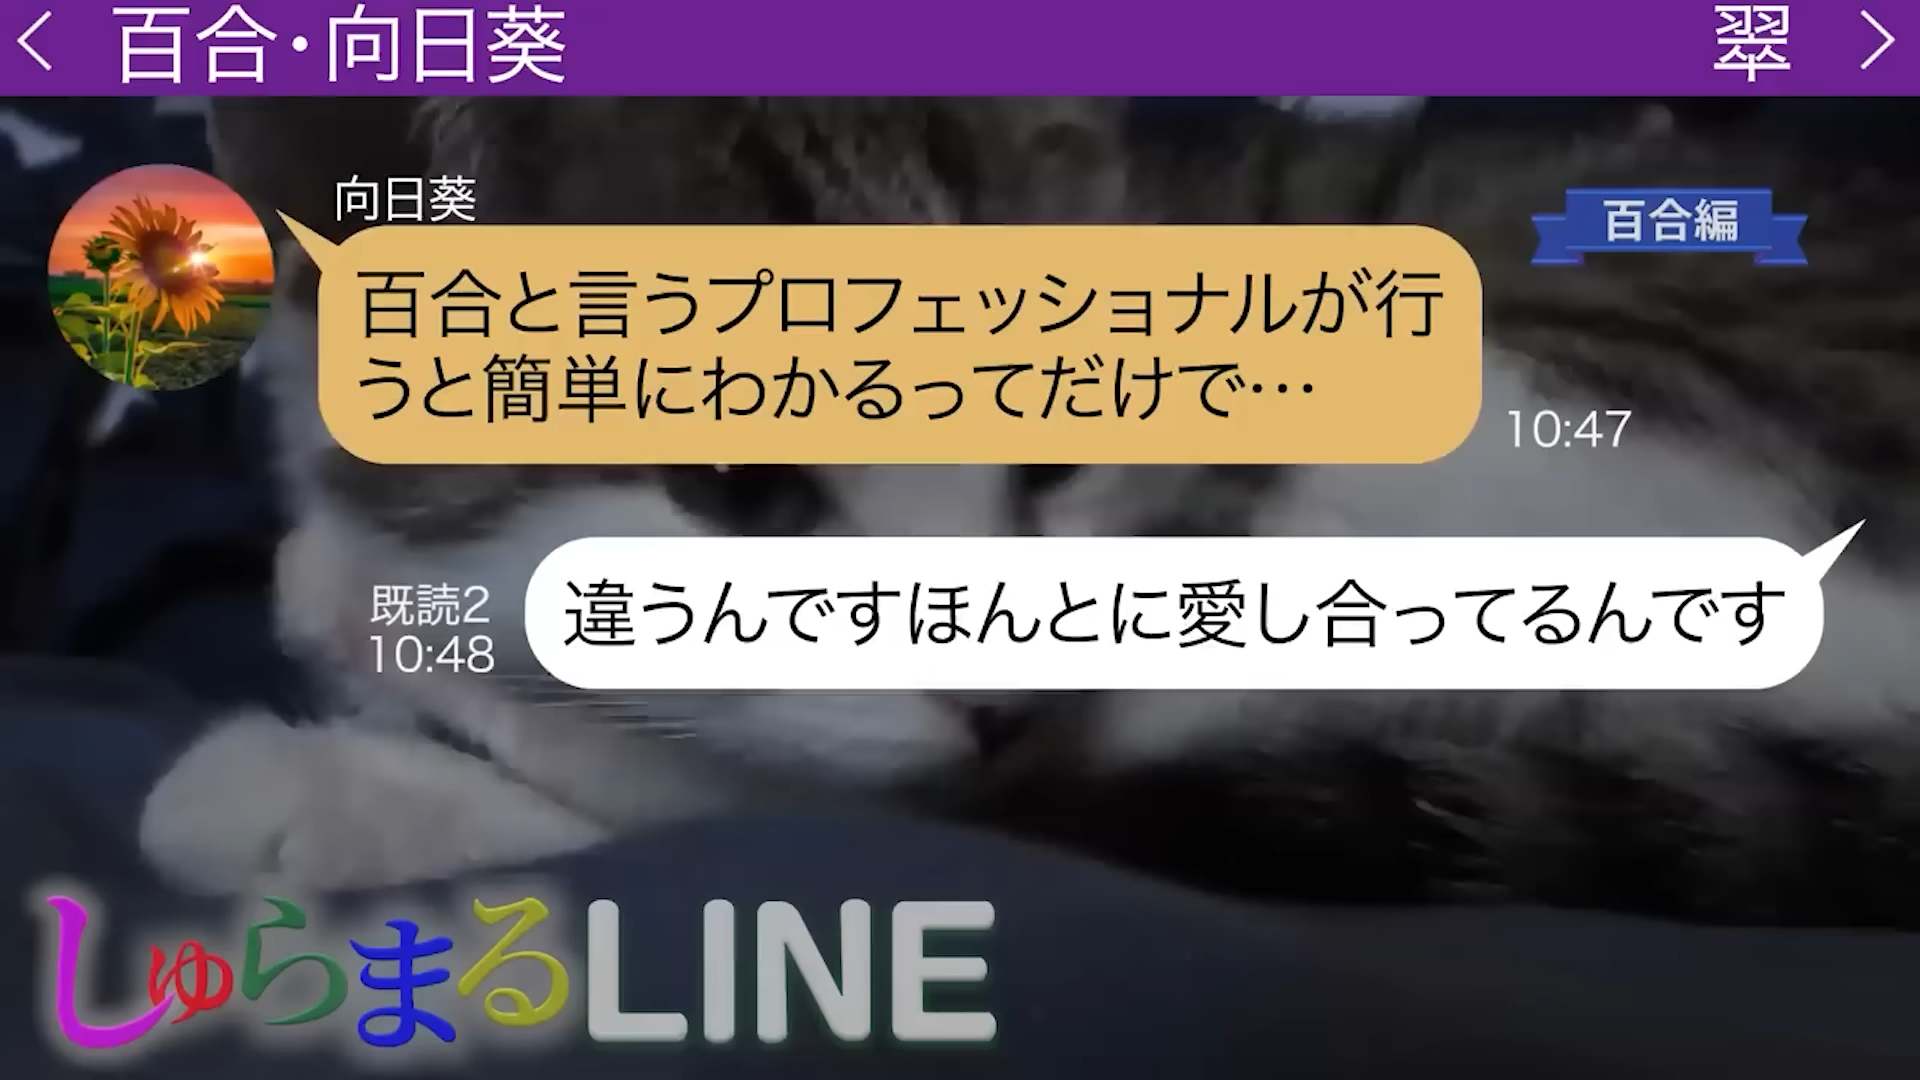 百合・向日葵
翠
向日葵
百合編
百合と言うプロフェッショナルが行
うと簡単にわかるってだけで…
10:47
違うんですほんとに愛し合ってるんです
既読2
10:48
しゅらまるLINE